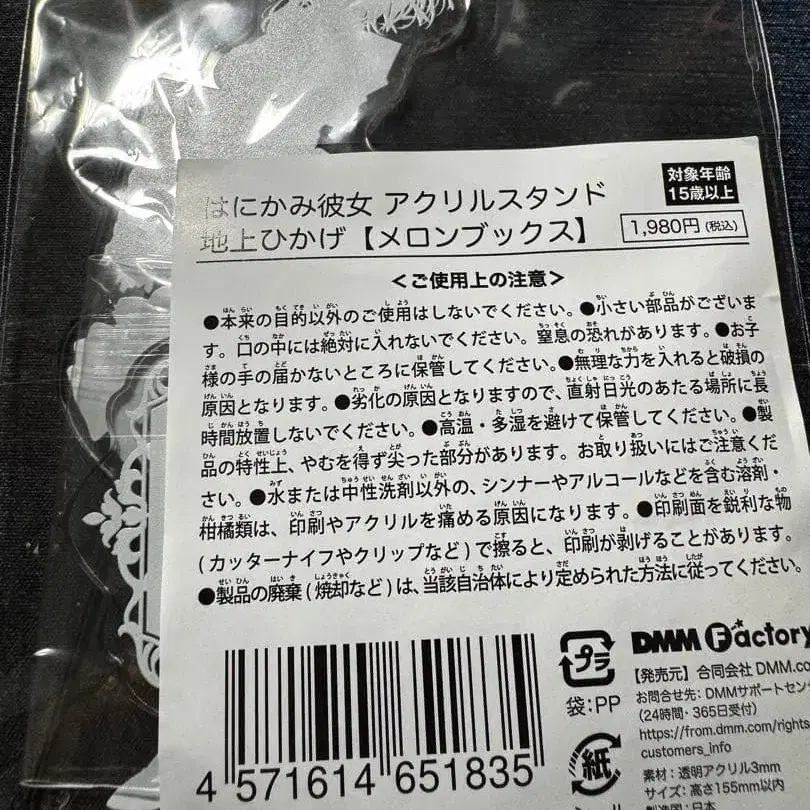 はにかみ彼女 アクリルスタンド
地上ひかげ【メロンブックス】
対象年齢
15歳以上
1,980円(税込)
＜ご使用上の注意＞
●本来の目的以外のご使用はしないでください。●小さい部品がございま
す。口の中には絶対に入れないでください。窒息の恐れがあります。●お子
様の手の届かないところに保管してください。●無理な力を入れると破損の
原因となります。●劣化の原因となりますので、直射日光のあたる場所に長
時間放置しないでください。●高温・多湿を避けて保管してください。●製
品の特性上、やむを得ず尖った部分があります。お取り扱いにはご注意くだ
さい。●水または中性洗剤以外の、シンナーやアルコールなどを含む溶剤・
柑橘類は、印刷やアクリルを痛める原因になります。●印刷面を鋭利な物
(カッターナイフやクリップなど)で擦ると、印刷が剥げることがあります。
●製品の廃棄(焼却など)は、当該自治体により定められた方法に従ってください。
4 571614 651835
プラ
袋:PP
紙
DMM Factory
【発売元】合同会社DMM.co
お問合せ先:DMMサポートセン
(24時間・365日受付)
https://from.dmm.com/rights
customers_info
素材:透明アクリル3mm
サイズ:高さ155mm以内
製造国:日本